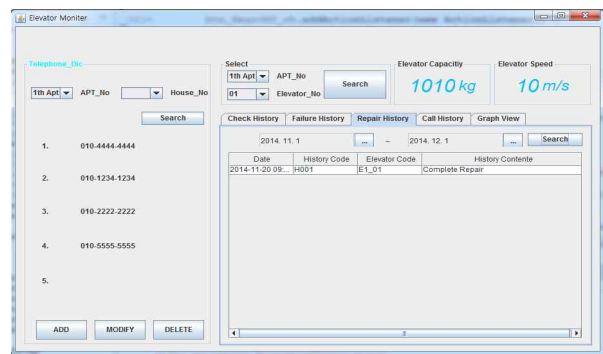 Elevator Moniter
Telephone_Dic
1th Apt APT_No House_No
Search
1. 010-4444-4444
2. 010-1234-1234
3. 010-2222-2222
4. 010-5555-5555
5.
ADD MODIFY DELETE
Select
1th Apt APT_No
01 Elevator_No
Search
Elevator Capacitiy
1010 kg
Elevator Speed
10 m/s
Check History Failure History Repair History Call History Graph View
2014. 11. 1 ... ~ 2014. 12. 1 ... Search
Date History Code Elevator Code History Contente
2014-11-20 09:... H001 E1_01 Complete Repair